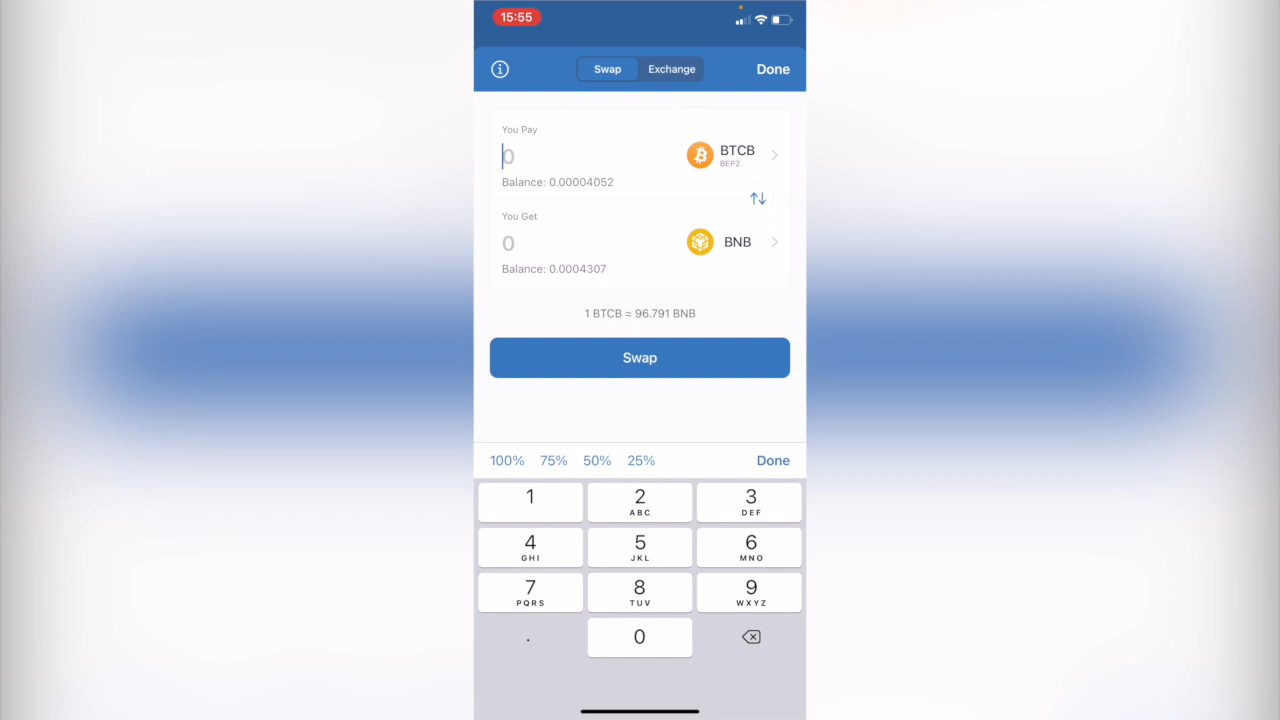 15:55
Swap Exchange Done
You Pay
0 BTCB
BEP2
Balance: 0.00004052
You Get
0 BNB
Balance: 0.0004307
1 BTCB ≈ 96.791 BNB
Swap
100% 75% 50% 25% Done
1 2 3
ABC DEF
4 5 6
GHI JKL MNO
7 8 9
PQRS TUV WXYZ
. 0